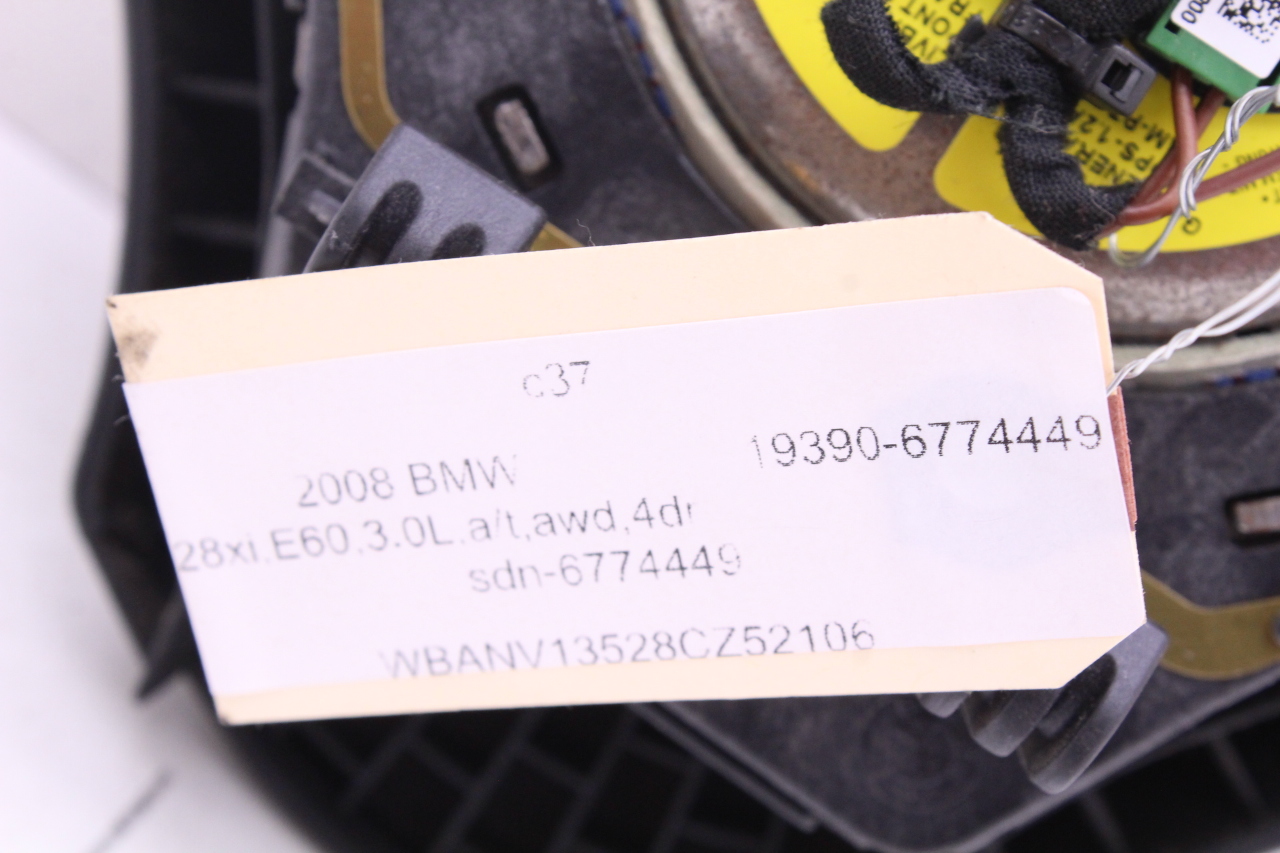 c37
19390-6774449
2008 BMW
28xi,E60,3.0L,a/t,awd,4dr
sdn-6774449
WBANV13528CZ52106